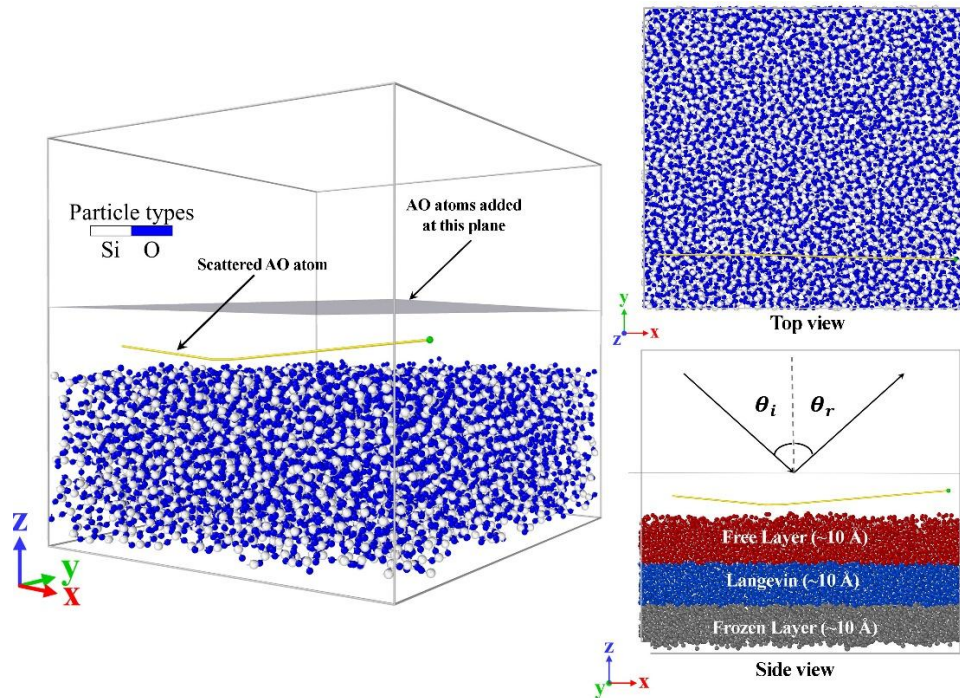 Particle types
Si O
Scattered AO atom
AO atoms added
at this plane
z
y
x
y
z
x
Top view
θi
θr
Free Layer (~10 Å)
Langevin (~10 Å)
Frozen Layer (~10 Å)
z
y
x
Side view